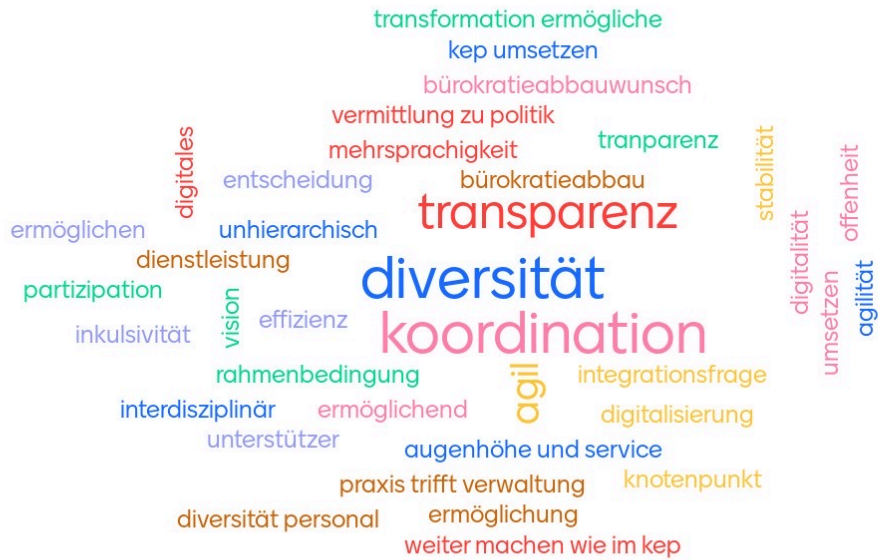 transformation ermögliche
kep umsetzen
bürokratieabbauwunsch
vermittlung zu politik
tranparenz
mehrsprachigkeit
digitales
stabilität
offenheit
entscheidung
bürokratieabbau
transparenz
ermöglichen
unhierarchisch
digitalität
dienstleistung
diversität
partizipation
vision
umsetzen
agilität
effizienz
inkulsivität
koordination
rahmenbedingung
agil
integrationsfrage
interdisziplinär
ermöglichend
digitalisierung
unterstützer
augenhöhe und service
praxis trifft verwaltung
knotenpunkt
diversität personal
ermöglichung
weiter machen wie im kep